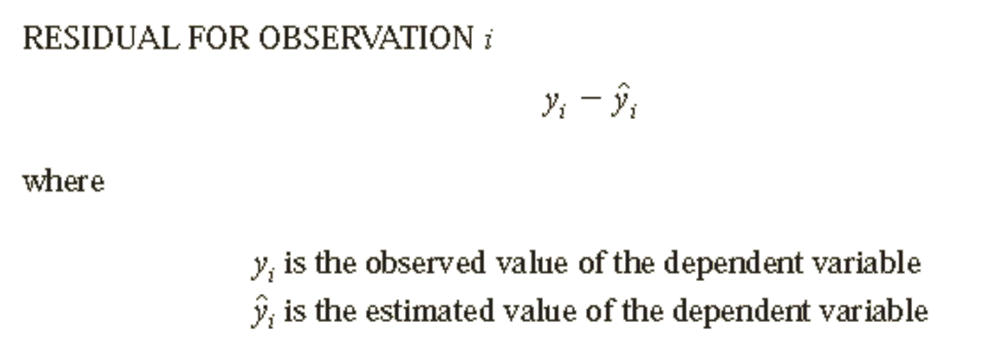 RESIDUAL FOR OBSERVATION i
yᵢ − ŷᵢ
where
yᵢ is the observed value of the dependent variable
ŷᵢ is the estimated value of the dependent variable